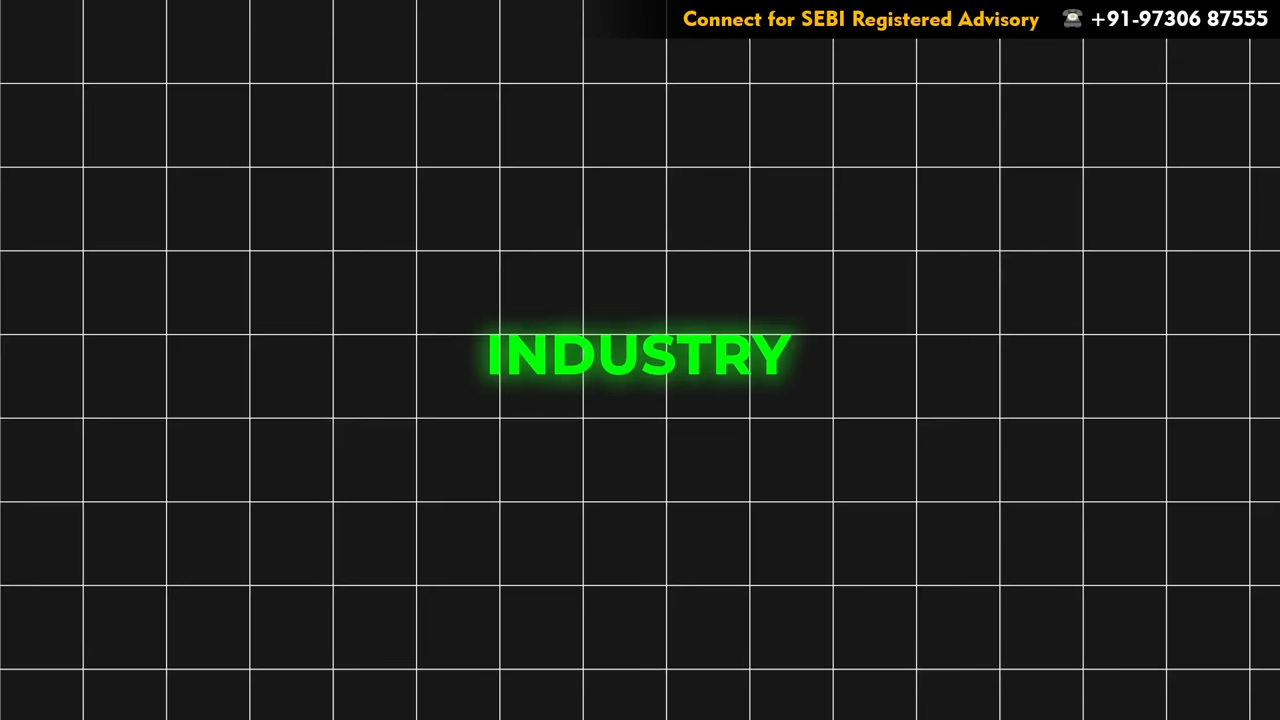 Connect for SEBI Registered Advisory ☎ +91-97306 87555
INDUSTRY